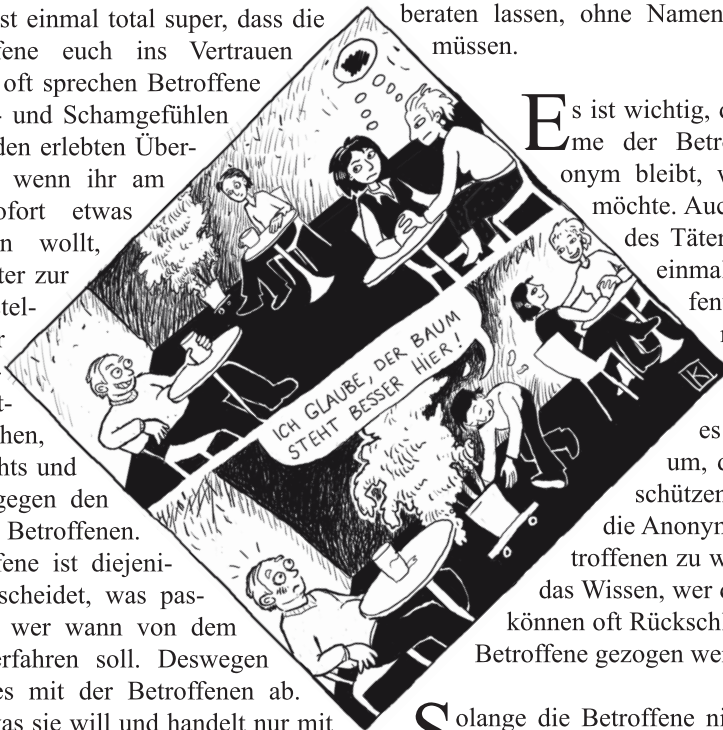 st einmal total super, dass die
fene euch ins Vertrauen
oft sprechen Betroffene
- und Schamgefühlen
den erlebten Über-
wenn ihr am
ofort etwas
n wollt,
ter zur
tel-
r
t-
hen,
hts und
gegen den
Betroffenen.
fene ist diejeni-
scheidet, was pas-
wer wann von dem
erfahren soll. Deswegen
es mit der Betroffenen ab.
vas sie will und handelt nur mit
ICH GLAUBE, DER BAUM
STEHT BESSER HIER!
K
beraten lassen, ohne Namen
müssen.
Es ist wichtig, d
me der Betro
onym bleibt, w
möchte. Auc
des Täter
einmal
fen
es
um, d
schützen
die Anonym
troffenen zu w
das Wissen, wer d
können oft Rückschl
Betroffene gezogen wer
Solange die Betroffene ni